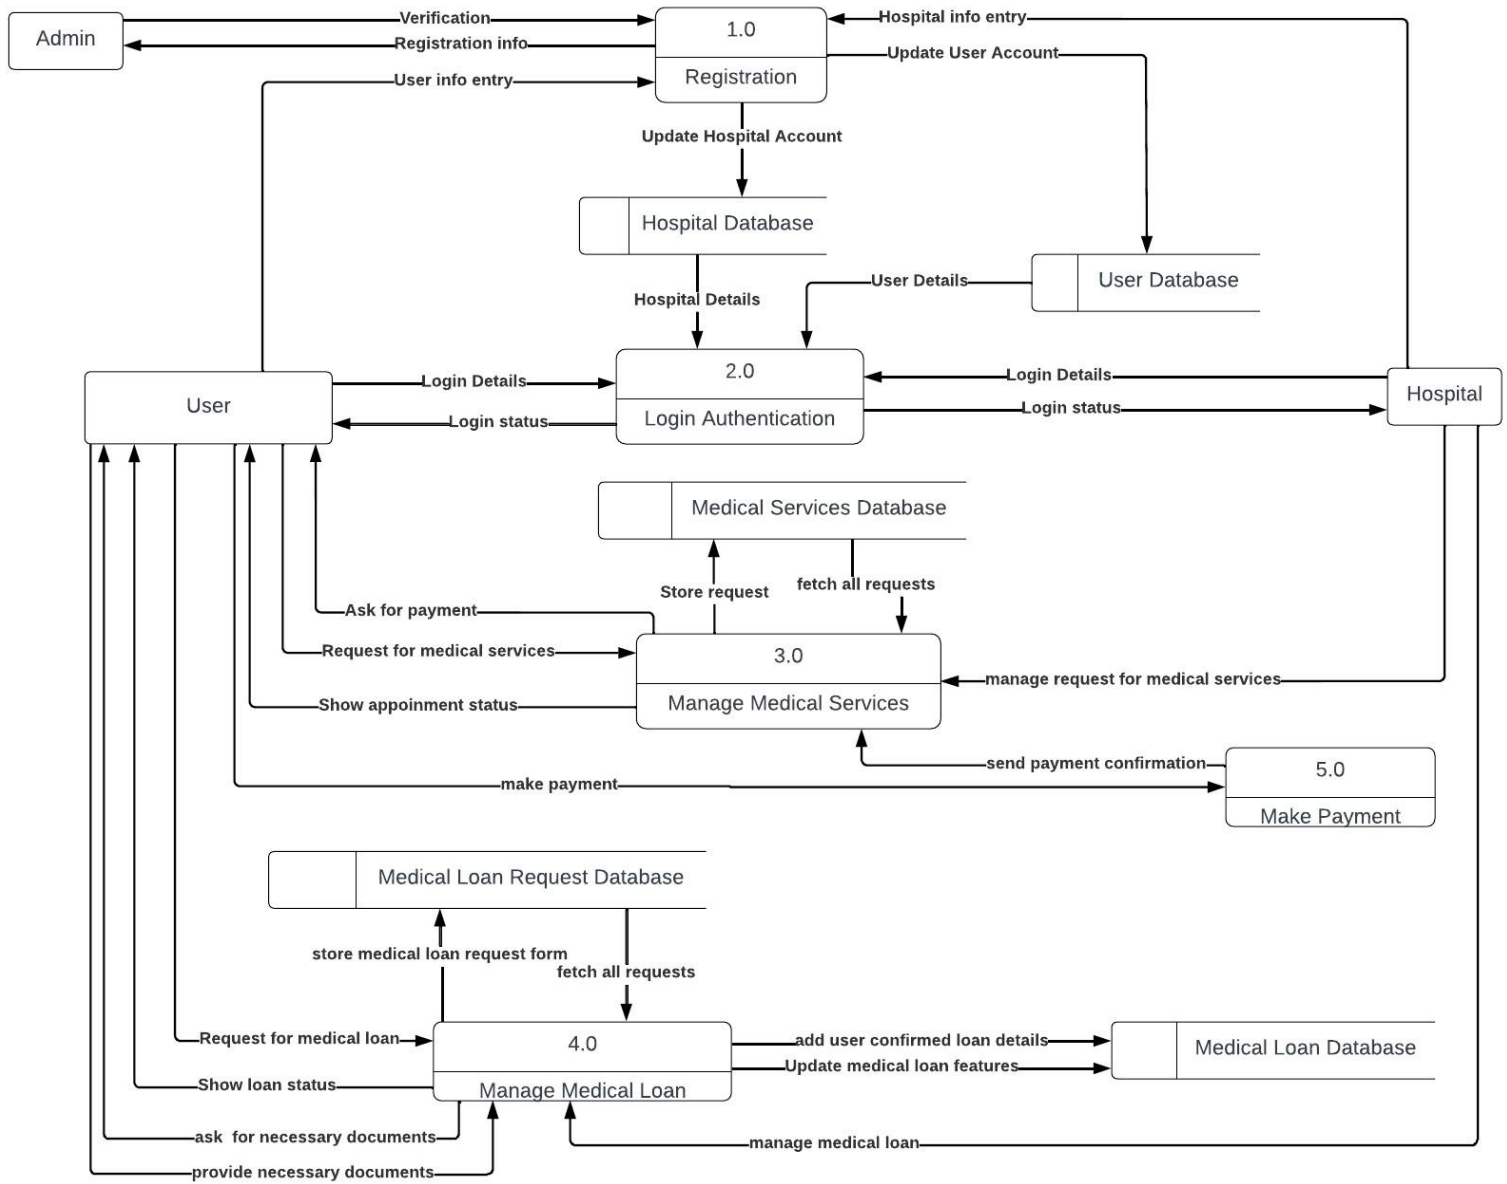 Admin
Verification
Registration info
User info entry
1.0
Registration
Hospital info entry
Update User Account
Update Hospital Account
Hospital Database
User Database
Hospital Details
User Details
User
Login Details
Login status
2.0
Login Authentication
Login Details
Login status
Hospital
Medical Services Database
Store request
fetch all requests
Ask for payment
Request for medical services
Show appoinment status
3.0
Manage Medical Services
manage request for medical services
send payment confirmation
make payment
5.0
Make Payment
Medical Loan Request Database
store medical loan request form
fetch all requests
Request for medical loan
Show loan status
4.0
Manage Medical Loan
add user confirmed loan details
Update medical loan features
Medical Loan Database
ask  for necessary documents
provide necessary documents
manage medical loan